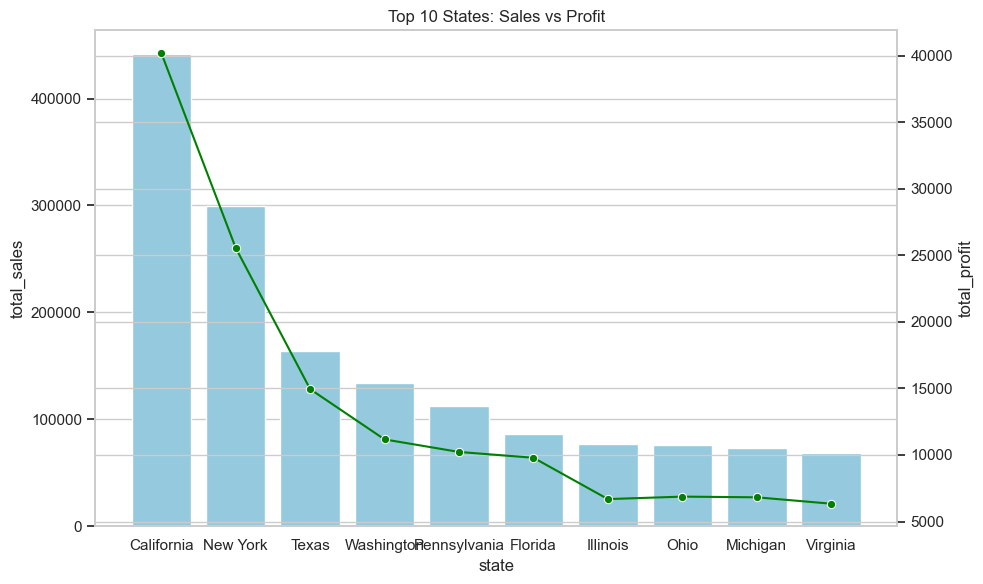 Top 10 States: Sales vs Profit
total_sales
400000
300000
200000
100000
0
40000
35000
30000
25000
20000
15000
10000
5000
total_profit
California New York Texas Washington Pennsylvania Florida Illinois Ohio Michigan Virginia
state